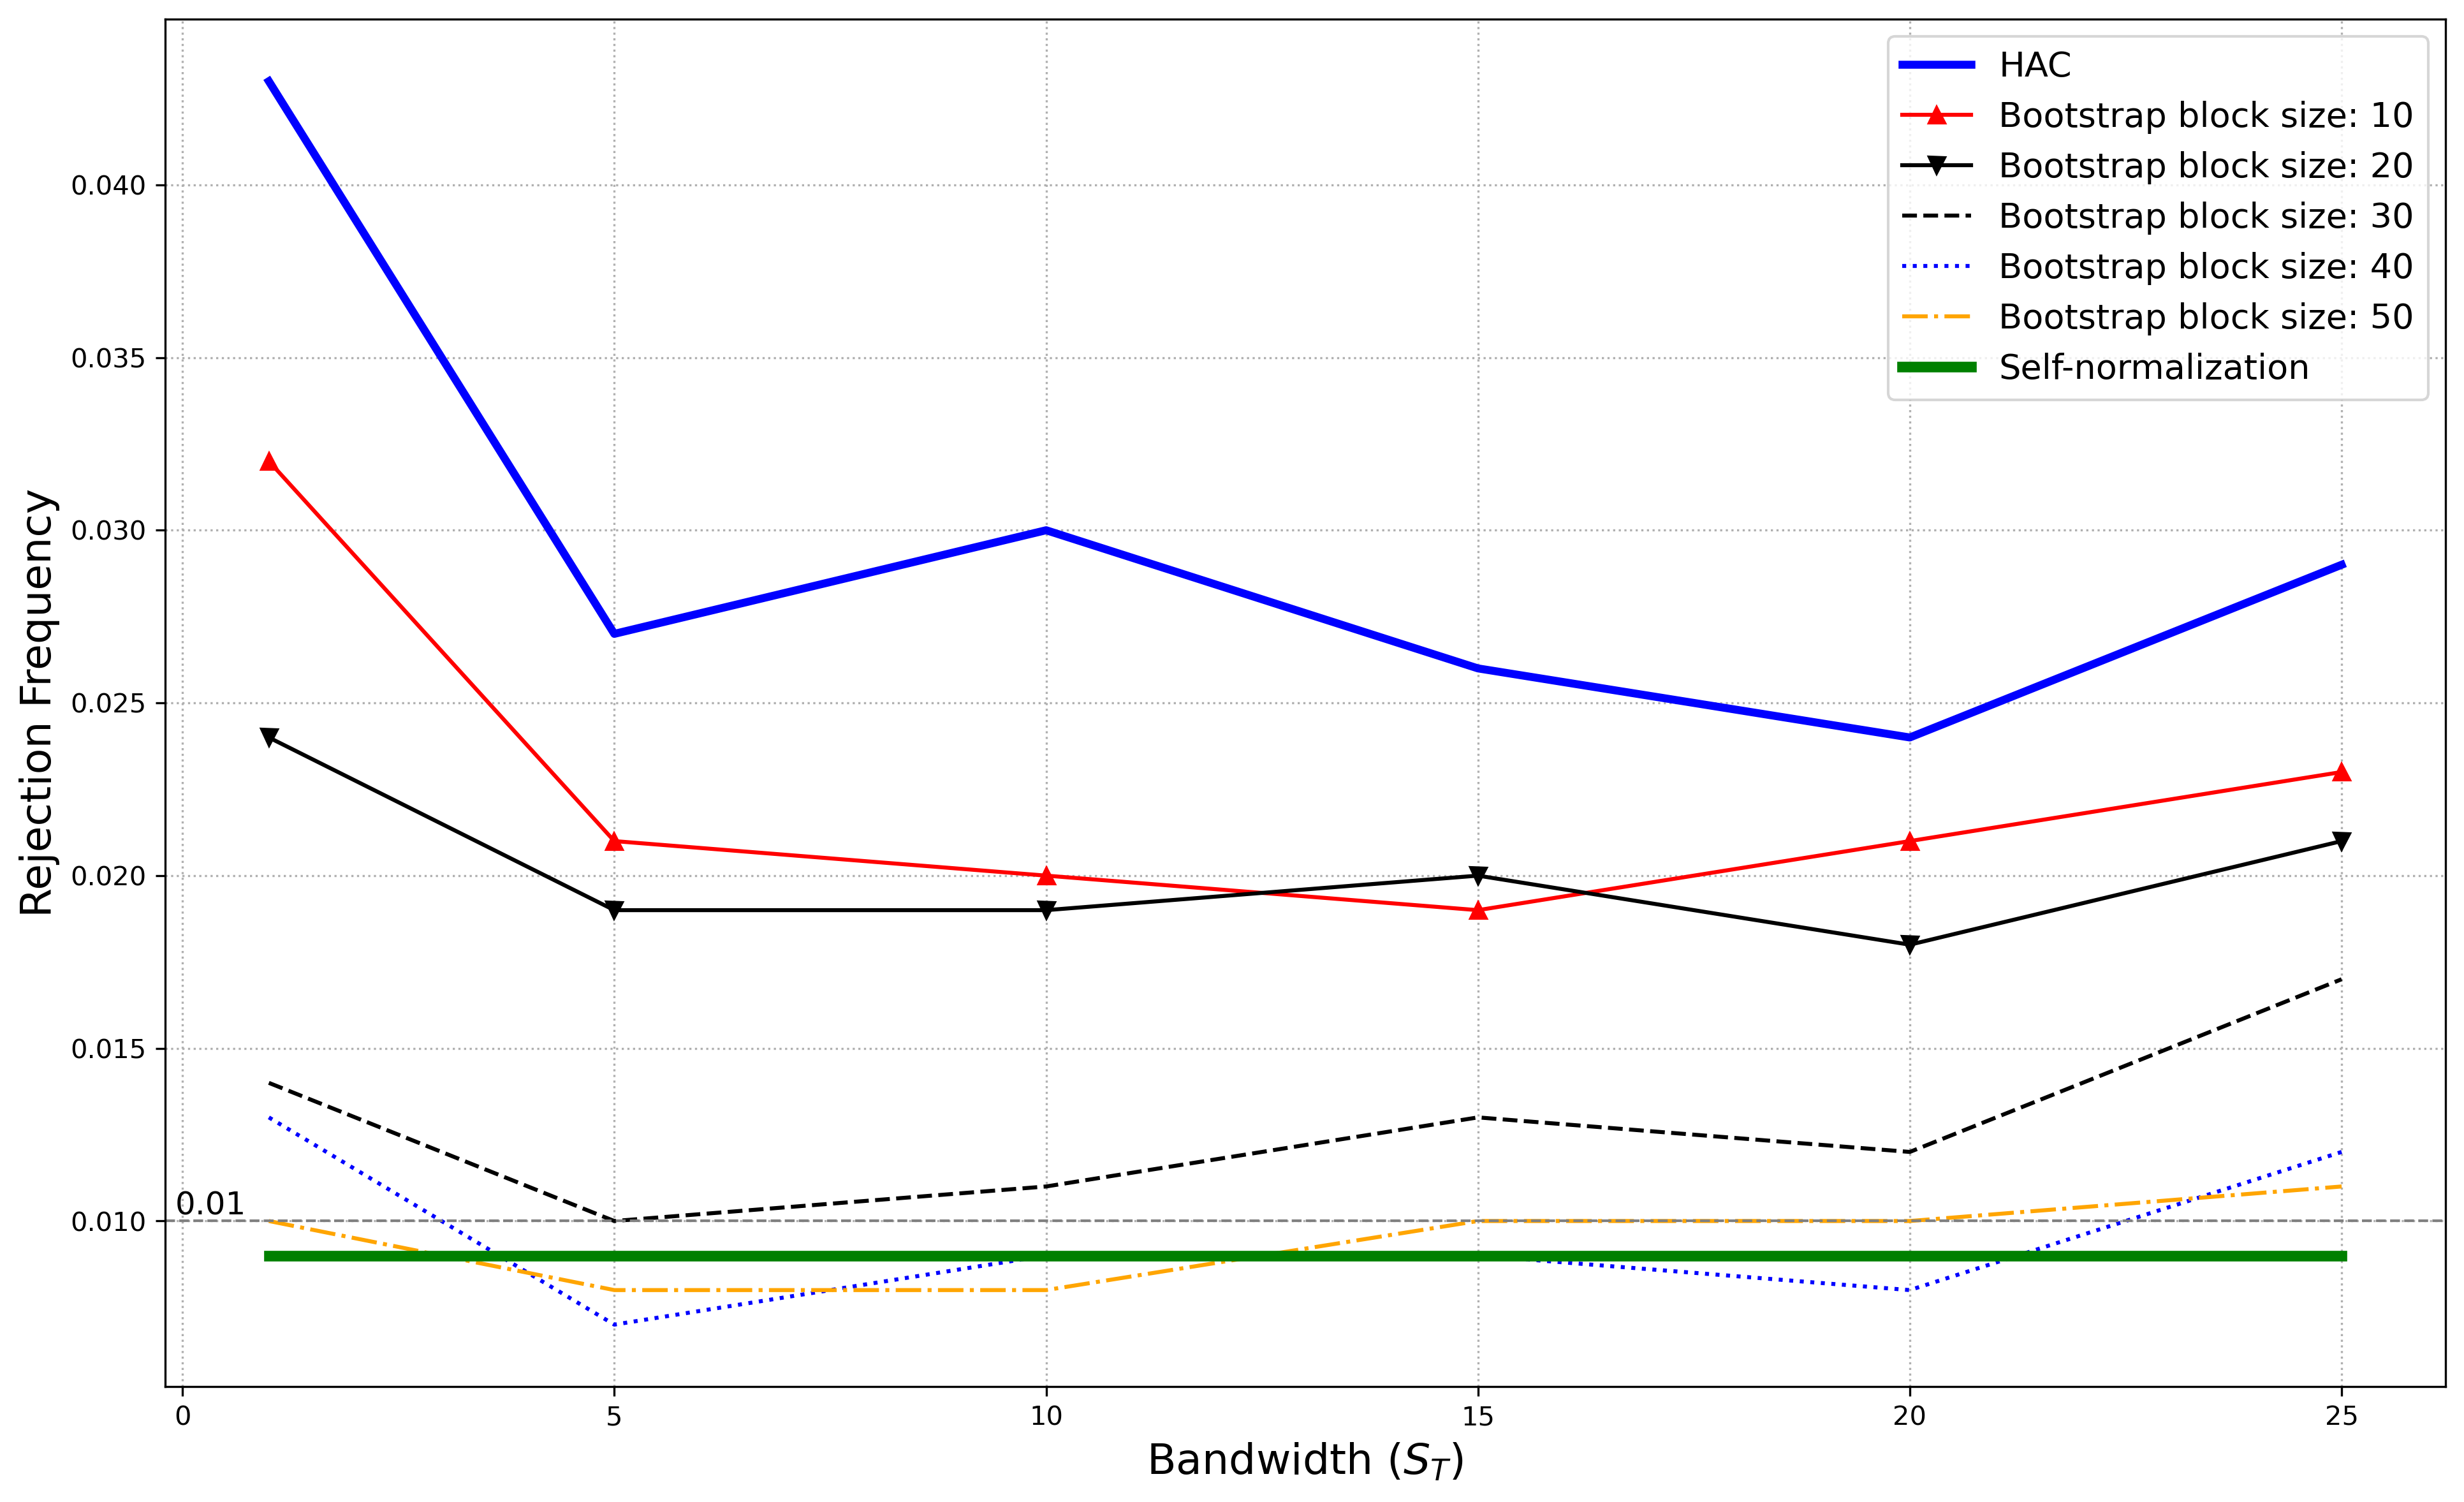 HAC
Bootstrap block size: 10
Bootstrap block size: 20
Bootstrap block size: 30
Bootstrap block size: 40
Bootstrap block size: 50
Self-normalization
Rejection Frequency
0.040
0.035
0.030
0.025
0.020
0.015
0.010
0.01
0 5 10 15 20 25
Bandwidth (S_T)